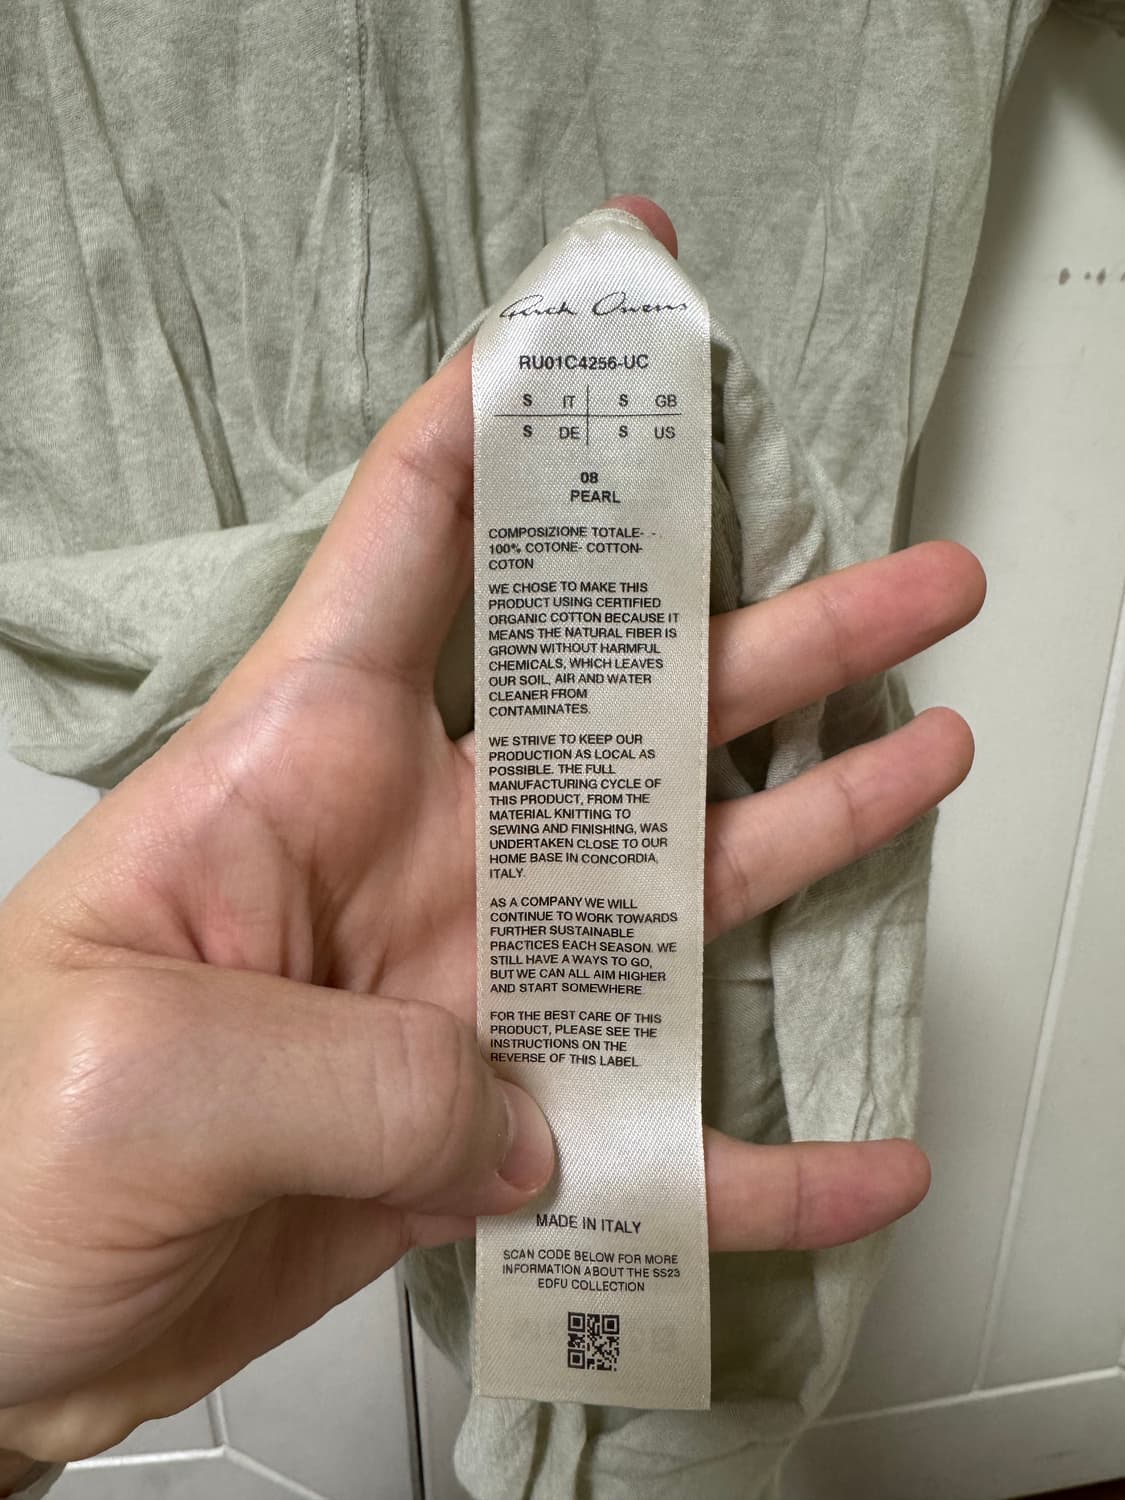 Rick Owens
RU01C4256-UC
S IT S GB
S DE S US
08
PEARL
COMPOSIZIONE TOTALE- - -
100% COTONE- COTTON-
COTON
WE CHOSE TO MAKE THIS
PRODUCT USING CERTIFIED
ORGANIC COTTON BECAUSE IT
MEANS THE NATURAL FIBER IS
GROWN WITHOUT HARMFUL
CHEMICALS, WHICH LEAVES
OUR SOIL, AIR AND WATER
CLEANER FROM
CONTAMINATES.
WE STRIVE TO KEEP OUR
PRODUCTION AS LOCAL AS
POSSIBLE. THE FULL
MANUFACTURING CYCLE OF
THIS PRODUCT, FROM THE
MATERIAL KNITTING TO
SEWING AND FINISHING, WAS
UNDERTAKEN CLOSE TO OUR
HOME BASE IN CONCORDIA,
ITALY.
AS A COMPANY WE WILL
CONTINUE TO WORK TOWARDS
FURTHER SUSTAINABLE
PRACTICES EACH SEASON. WE
STILL HAVE A WAYS TO GO,
BUT WE CAN ALL AIM HIGHER
AND START SOMEWHERE.
FOR THE BEST CARE OF THIS
PRODUCT, PLEASE SEE THE
INSTRUCTIONS ON THE
REVERSE OF THIS LABEL.
MADE IN ITALY
SCAN CODE BELOW FOR MORE
INFORMATION ABOUT THE SS23
EDFU COLLECTION